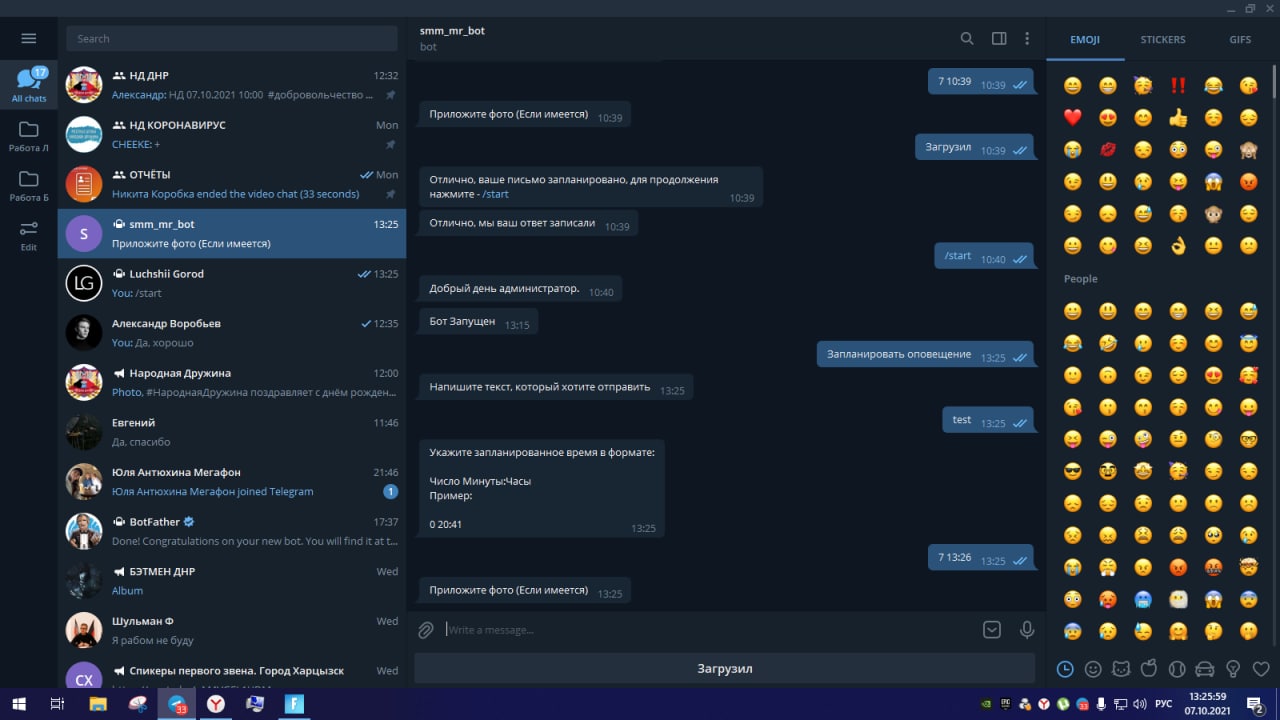 Search
17
All chats
Работа Л
Работа Б
Edit
НД ДНР 12:32
Александр: НД 07.10.2021 10:00 #добровольчество ...
НД КОРОНАВИРУС Mon
CHEEKE: +
ОТЧЁТЫ Mon
Никита Коробка ended the video chat (33 seconds)
S
smm_mr_bot 13:25
Приложите фото (Если имеется)
LG
Luchshii Gorod 13:25
You: /start
Александр Воробьев 12:35
You: Да, хорошо
Народная Дружина 12:00
Photo, #НароднаяДружина поздравляет с днём рожден...
Евгений 11:46
Да, спасибо
Юля Антюхина Мегафон 21:46
Юля Антюхина Мегафон joined Telegram 1
BotFather 17:37
Done! Congratulations on your new bot. You will find it at t...
БЭТМЕН ДНР Wed
Album
Шульман Ф Wed
Я рабом не буду
СХ
Спикеры первого звена. Город Харцызск Wed
smm_mr_bot
bot
7 10:39 10:39
Приложите фото (Если имеется) 10:39
Загрузил 10:39
Отлично, ваше письмо запланировано, для продолжения
нажмите - /start 10:39
Отлично, мы ваш ответ записали 10:39
/start 10:40
Добрый день администратор. 10:40
Бот Запущен 13:15
Запланировать оповещение 13:25
Напишите текст, который хотите отправить 13:25
test 13:25
Укажите запланированное время в формате:
Число Минуты:Часы
Пример:
0 20:41 13:25
7 13:26 13:25
Приложите фото (Если имеется) 13:25
Write a message...
Загрузил
EMOJI STICKERS GIFS
People
33
33
РУС
13:25:59
07.10.2021
2